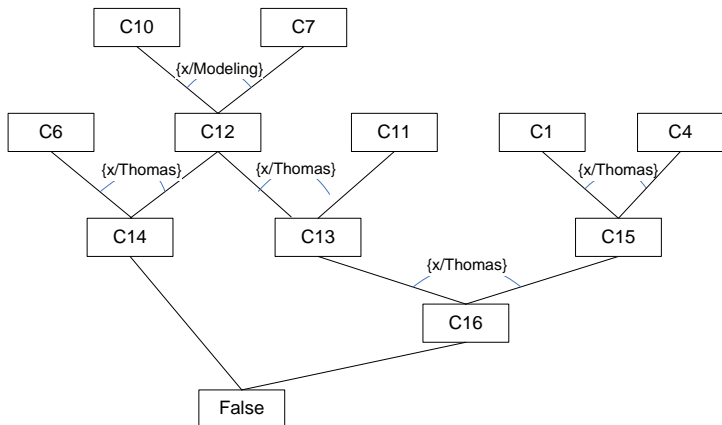 C10
C7
{x/Modeling}
C6
C12
C11
C1
C4
{x/Thomas}
{x/Thomas}
{x/Thomas}
C14
C13
C15
{x/Thomas}
C16
False